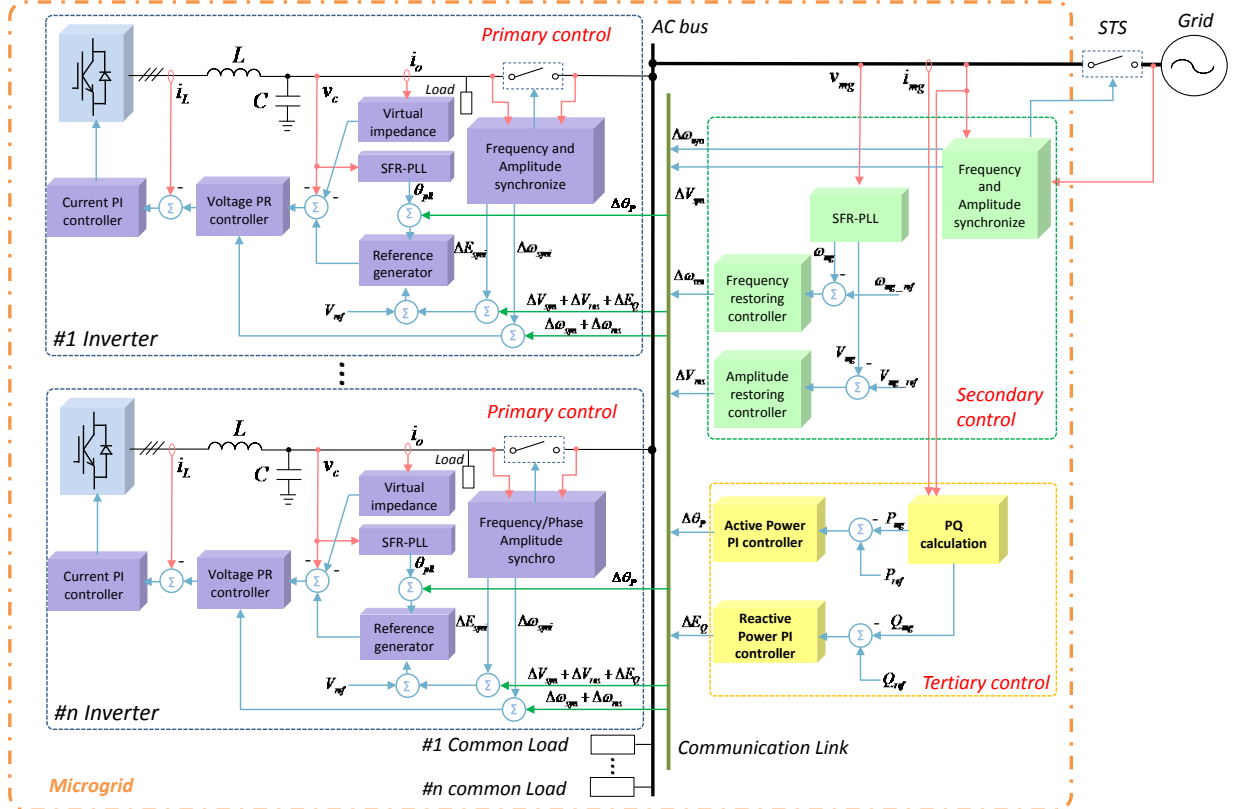 AC bus
STS
Grid
Primary control
L
i_o
i_L
C
v_c
Load
v_mg
i_mg
Virtual impedance
Frequency and Amplitude synchronize
SFR-PLL
θ_pll
Current PI controller
Σ
-
Voltage PR controller
Σ
-
-
Σ
Δθ_P
Reference generator
ΔE_syni
Δω_syni
V_ref
Σ
Σ
ΔV_syn + ΔV_res + ΔE_Q
Σ
Δω_syn + Δω_res
#1 Inverter
Δω_syn
ΔV_syn
Frequency and Amplitude synchronize
SFR-PLL
ω_mg
-
Δω_res
Frequency restoring controller
Σ
ω_mg_ref
V_mg
-
ΔV_res
Amplitude restoring controller
Σ
V_mg_ref
Secondary control
Primary control
L
i_o
i_L
C
v_c
Load
Virtual impedance
Frequency/Phase Amplitude synchro
SFR-PLL
θ_pll
Current PI controller
Σ
-
Voltage PR controller
Σ
-
-
Σ
Δθ_P
Reference generator
ΔE_syni
Δω_syni
V_ref
Σ
Σ
ΔV_syn + ΔV_res + ΔE_Q
Σ
Δω_syn + Δω_res
#n Inverter
Δθ_P
Active Power PI controller
Σ
-
P_mg
PQ calculation
P_ref
ΔE_Q
Reactive Power PI controller
Σ
-
Q_mg
Q_ref
Tertiary control
#1 Common Load
Communication Link
#n common Load
Microgrid